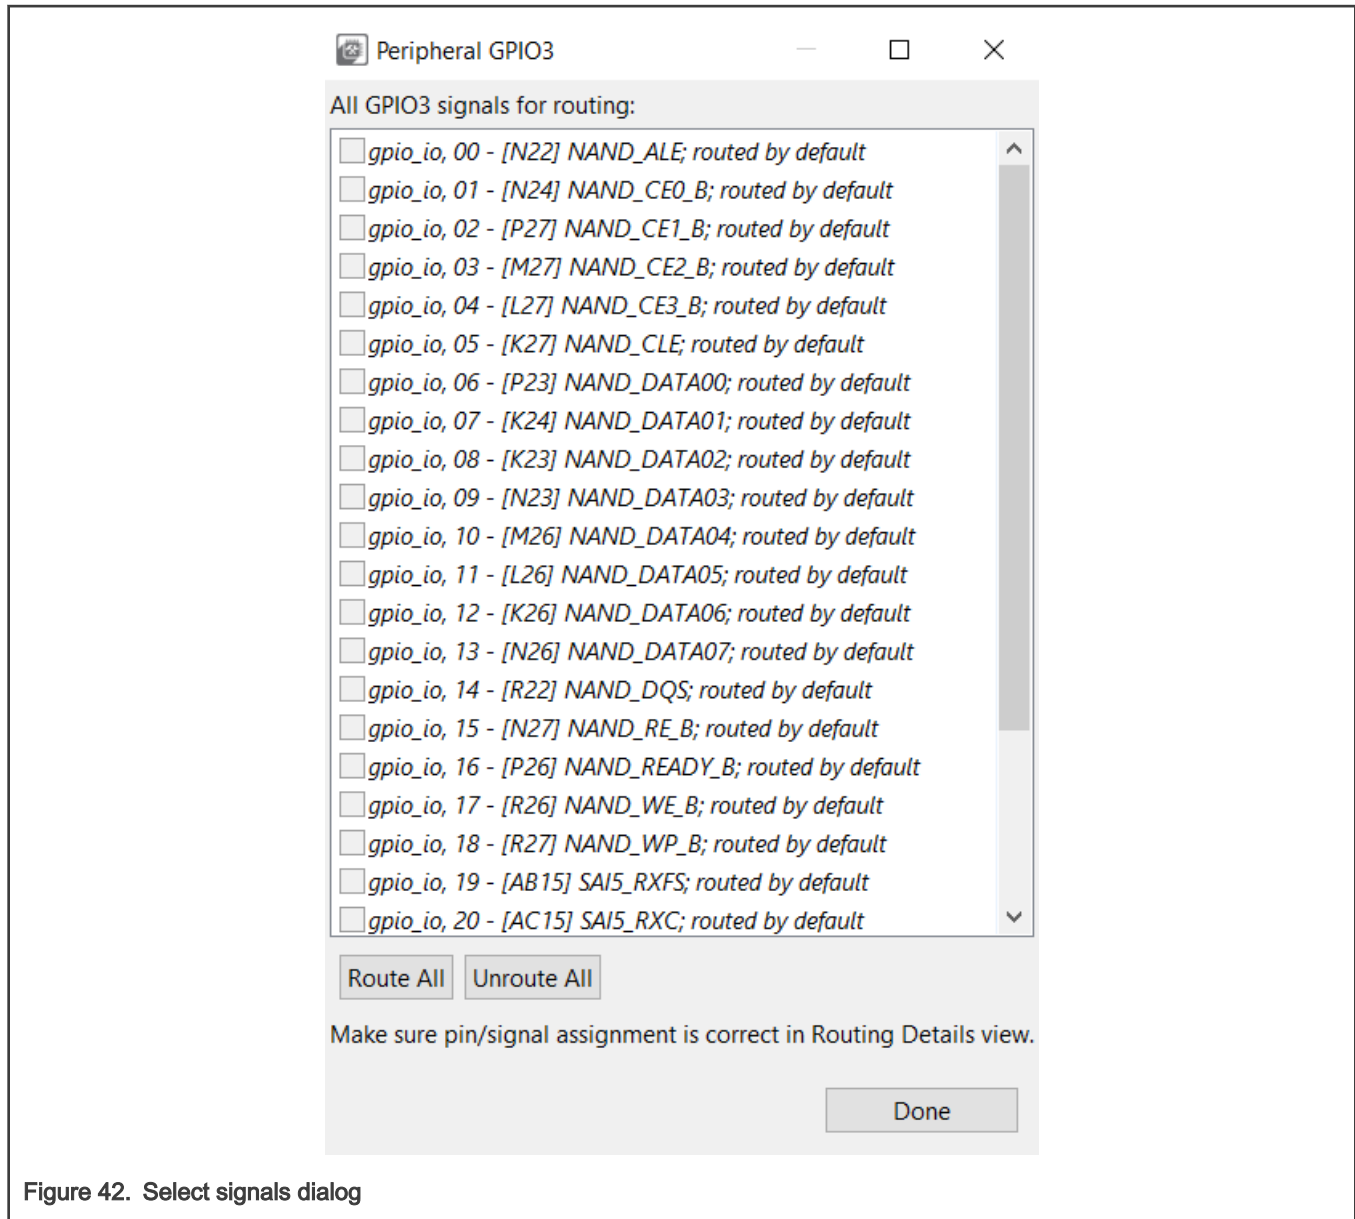 Peripheral GPIO3
All GPIO3 signals for routing:
gpio_io, 00 - [N22] NAND_ALE; routed by default
gpio_io, 01 - [N24] NAND_CE0_B; routed by default
gpio_io, 02 - [P27] NAND_CE1_B; routed by default
gpio_io, 03 - [M27] NAND_CE2_B; routed by default
gpio_io, 04 - [L27] NAND_CE3_B; routed by default
gpio_io, 05 - [K27] NAND_CLE; routed by default
gpio_io, 06 - [P23] NAND_DATA00; routed by default
gpio_io, 07 - [K24] NAND_DATA01; routed by default
gpio_io, 08 - [K23] NAND_DATA02; routed by default
gpio_io, 09 - [N23] NAND_DATA03; routed by default
gpio_io, 10 - [M26] NAND_DATA04; routed by default
gpio_io, 11 - [L26] NAND_DATA05; routed by default
gpio_io, 12 - [K26] NAND_DATA06; routed by default
gpio_io, 13 - [N26] NAND_DATA07; routed by default
gpio_io, 14 - [R22] NAND_DQS; routed by default
gpio_io, 15 - [N27] NAND_RE_B; routed by default
gpio_io, 16 - [P26] NAND_READY_B; routed by default
gpio_io, 17 - [R26] NAND_WE_B; routed by default
gpio_io, 18 - [R27] NAND_WP_B; routed by default
gpio_io, 19 - [AB15] SAI5_RXFS; routed by default
gpio_io, 20 - [AC15] SAI5_RXC; routed by default
Route All Unroute All
Make sure pin/signal assignment is correct in Routing Details view.
Done
Figure 42. Select signals dialog